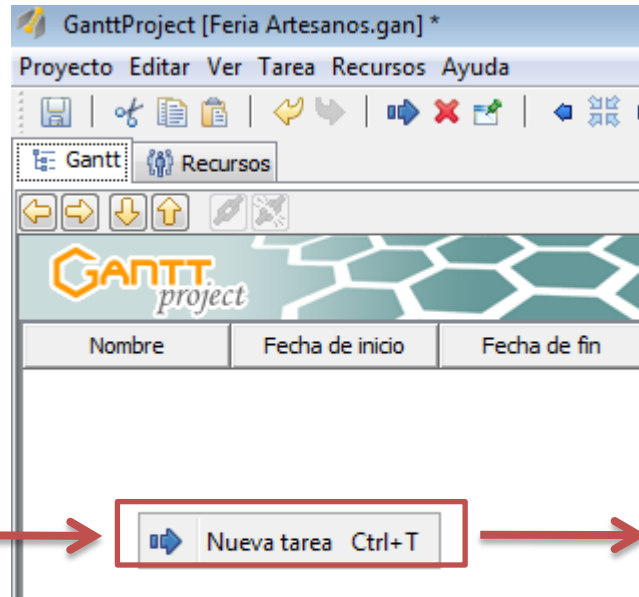 GanttProject [Feria Artesanos.gan] *
Proyecto Editar Ver Tarea Recursos Ayuda
Gantt Recursos
GANTT
project
Nombre Fecha de inicio Fecha de fin
Nueva tarea Ctrl+T